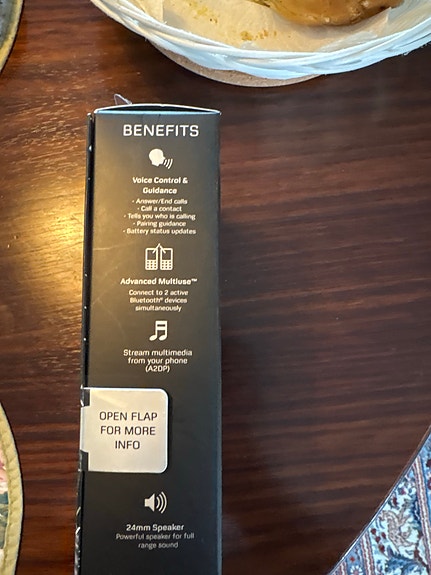 BENEFITS
Voice Control &
Guidance
- Answer/End calls
- Call a contact
- Tells you who is calling
- Pairing guidance
- Battery status updates
Advanced Multiuse™
Connect to 2 active
Bluetooth® devices
simultaneously
Stream multimedia
from your phone
(A2DP)
OPEN FLAP
FOR MORE
INFO
24mm Speaker
Powerful speaker for full
range sound